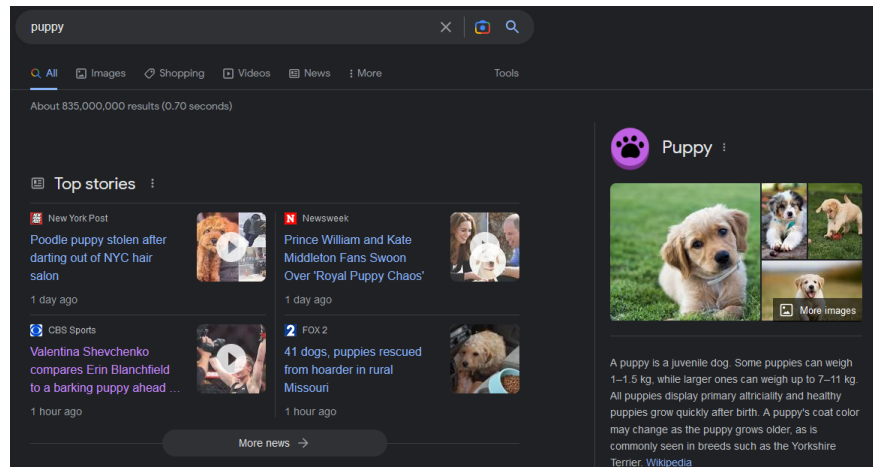 puppy
All
Images
Shopping
Videos
News
More
Tools
About 835,000,000 results (0.70 seconds)
Top stories
New York Post
Poodle puppy stolen after
darting out of NYC hair
salon
1 day ago
N Newsweek
Prince William and Kate
Middleton Fans Swoon
Over 'Royal Puppy Chaos'
1 day ago
CBS Sports
Valentina Shevchenko
compares Erin Blanchfield
to a barking puppy ahead ...
1 hour ago
2 FOX 2
41 dogs, puppies rescued
from hoarder in rural
Missouri
1 hour ago
More news
Puppy
More images
A puppy is a juvenile dog. Some puppies can weigh
1–1.5 kg, while larger ones can weigh up to 7–11 kg.
All puppies display primary altriciality and healthy
puppies grow quickly after birth. A puppy's coat color
may change as the puppy grows older, as is
commonly seen in breeds such as the Yorkshire
Terrier. Wikipedia